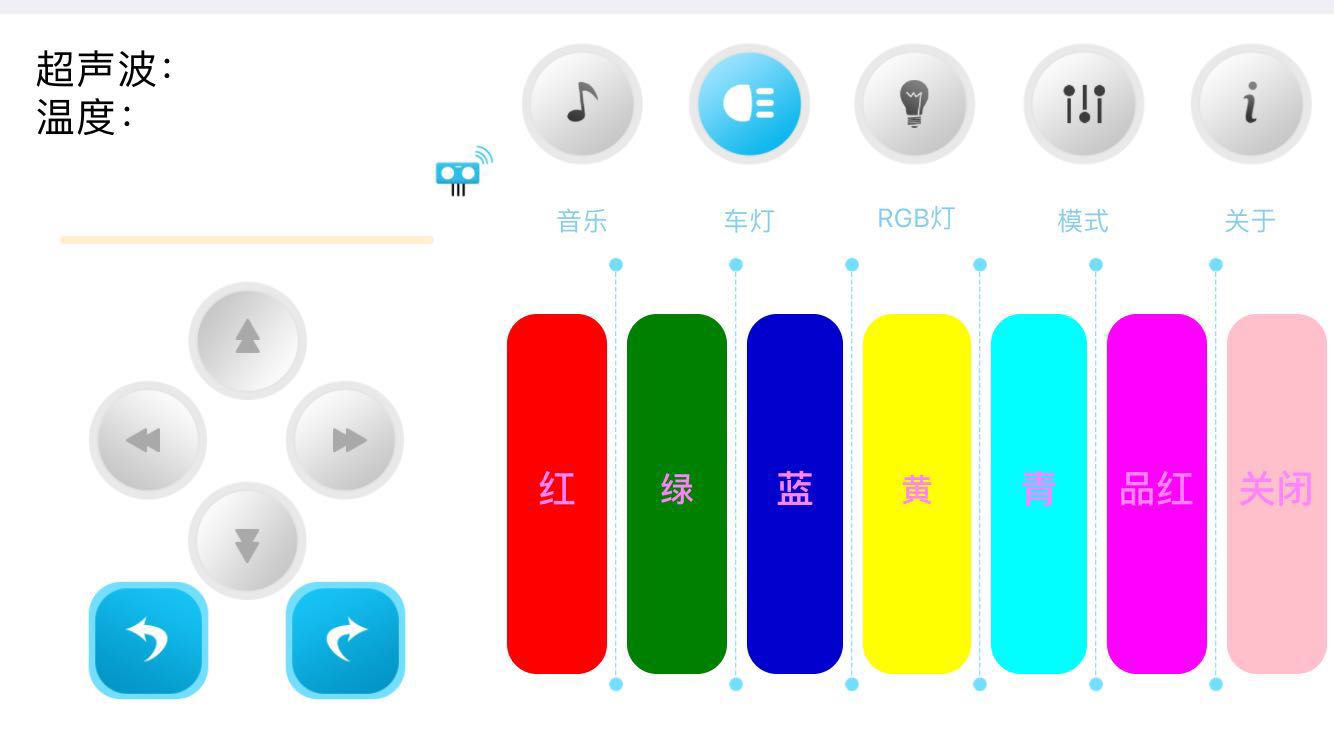 超声波：
温度：
音乐
车灯
RGB灯
模式
关于
红
绿
蓝
黄
青
品红
关闭